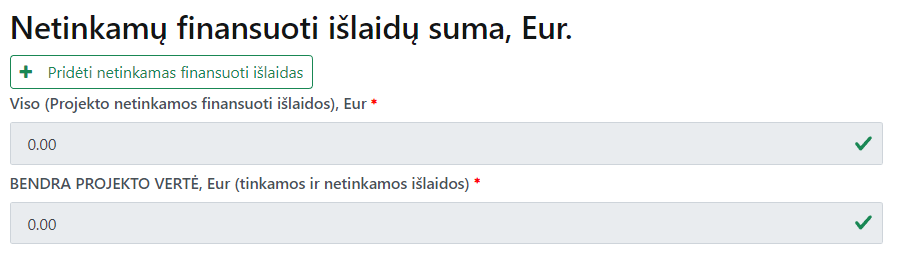 Netinkamų finansuoti išlaidų suma, Eur.
+ Pridėti netinkamas finansuoti išlaidas
Viso (Projekto netinkamos finansuoti išlaidos), Eur *
0.00
BENDRA PROJEKTO VERTĖ, Eur (tinkamos ir netinkamos išlaidos) *
0.00